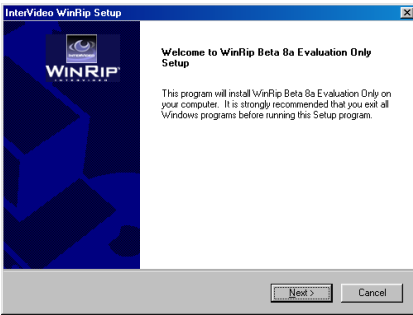 InterVideo WinRip Setup
WINRIP
INTERVIDEO
Welcome to WinRip Beta 8a Evaluation Only
Setup
This program will install WinRip Beta 8a Evaluation Only on
your computer. It is strongly recommended that you exit all
Windows programs before running this Setup program.
Next >
Cancel